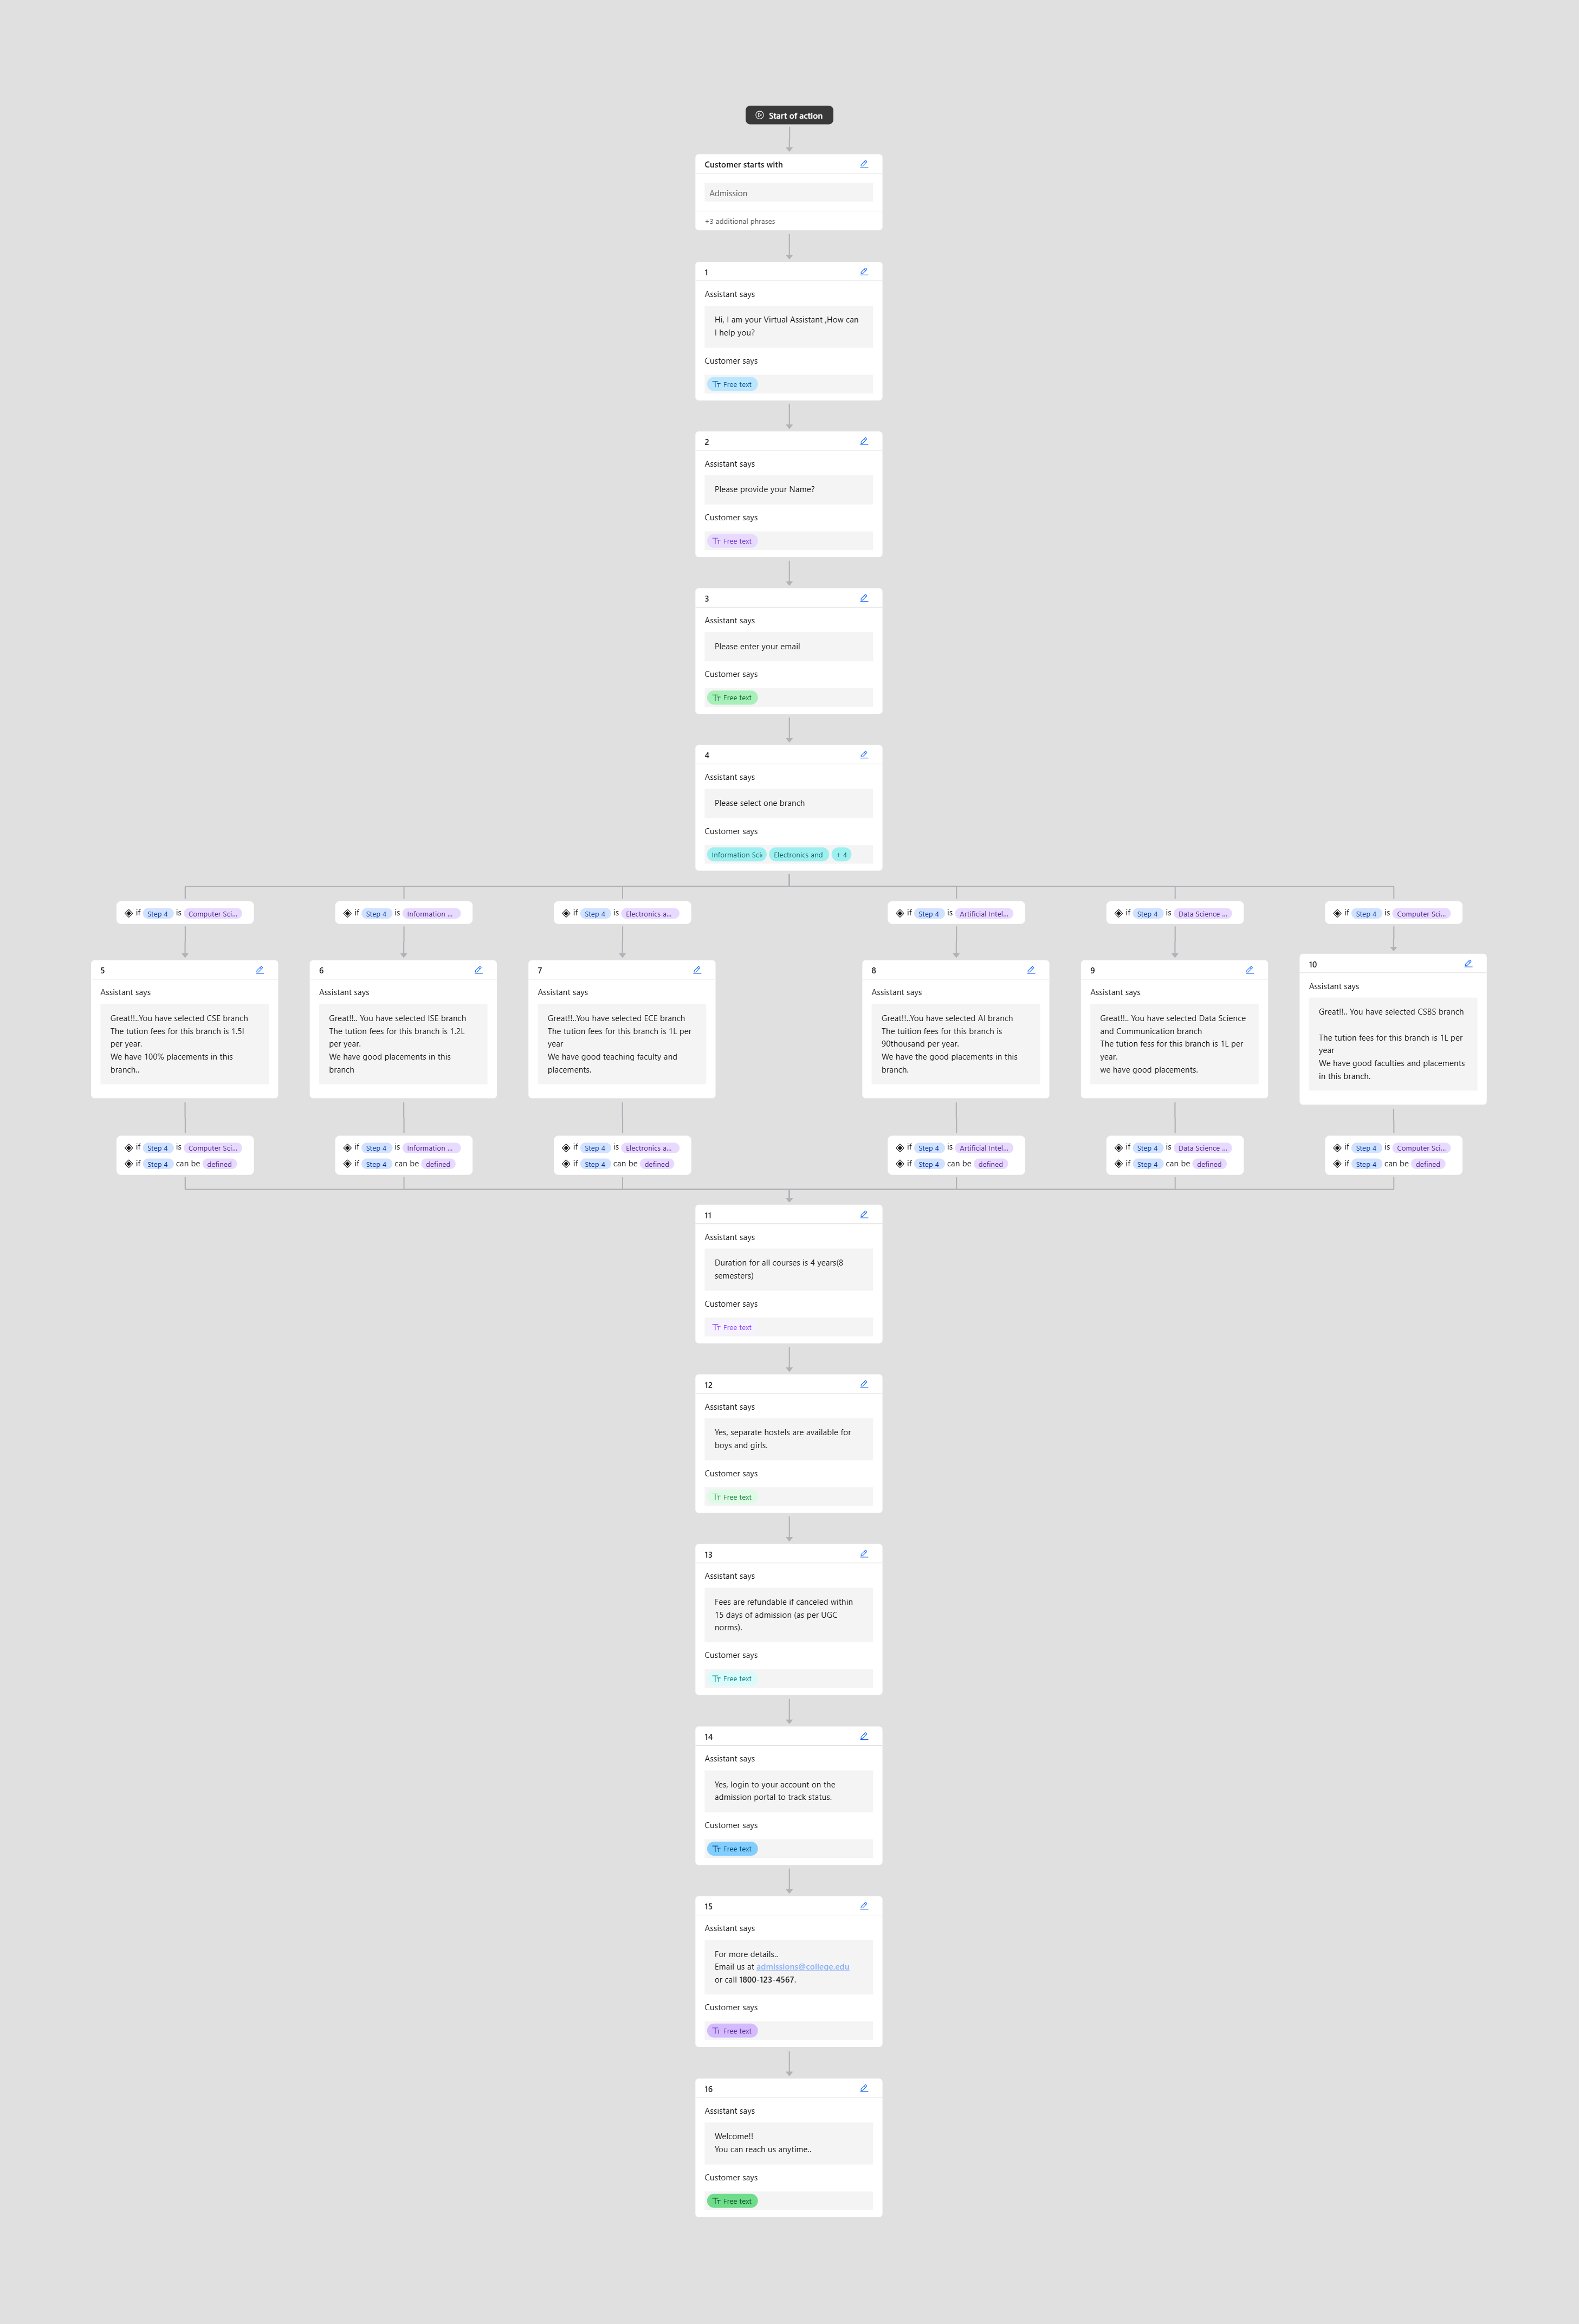 Start of action
Customer starts with
Admission
+3 additional phrases
1
Assistant says
Hi, I am your Virtual Assistant ,How can
I help you?
Customer says
Free text
2
Assistant says
Please provide your Name?
Customer says
Free text
3
Assistant says
Please enter your email
Customer says
Free text
4
Assistant says
Please select one branch
Customer says
Information Sci Electronics and + 4
if Step 4 is Computer Sci...
if Step 4 is Information ...
if Step 4 is Electronics a...
if Step 4 is Artificial Intel...
if Step 4 is Data Science ...
if Step 4 is Computer Sci...
5
Assistant says
Great!!..You have selected CSE branch
The tution fees for this branch is 1.5l
per year.
We have 100% placements in this
branch..
6
Assistant says
Great!!.. You have selected ISE branch
The tution fees for this branch is 1.2L
per year.
We have good placements in this
branch
7
Assistant says
Great!!..You have selected ECE branch
The tution fees for this branch is 1L per
year
We have good teaching faculty and
placements.
8
Assistant says
Great!!..You have selected AI branch
The tuition fees for this branch is
90thousand per year.
We have the good placements in this
branch.
9
Assistant says
Great!!.. You have selected Data Science
and Communication branch
The tution fess for this branch is 1L per
year.
we have good placements.
10
Assistant says
Great!!.. You have selected CSBS branch
The tution fees for this branch is 1L per
year
We have good faculties and placements
in this branch.
if Step 4 is Computer Sci...
if Step 4 can be defined
if Step 4 is Information ...
if Step 4 can be defined
if Step 4 is Electronics a...
if Step 4 can be defined
if Step 4 is Artificial Intel...
if Step 4 can be defined
if Step 4 is Data Science ...
if Step 4 can be defined
if Step 4 is Computer Sci...
if Step 4 can be defined
11
Assistant says
Duration for all courses is 4 years(8
semesters)
Customer says
Free text
12
Assistant says
Yes, separate hostels are available for
boys and girls.
Customer says
Free text
13
Assistant says
Fees are refundable if canceled within
15 days of admission (as per UGC
norms).
Customer says
Free text
14
Assistant says
Yes, login to your account on the
admission portal to track status.
Customer says
Free text
15
Assistant says
For more details..
Email us at admissions@college.edu
or call 1800-123-4567.
Customer says
Free text
16
Assistant says
Welcome!!
You can reach us anytime..
Customer says
Free text